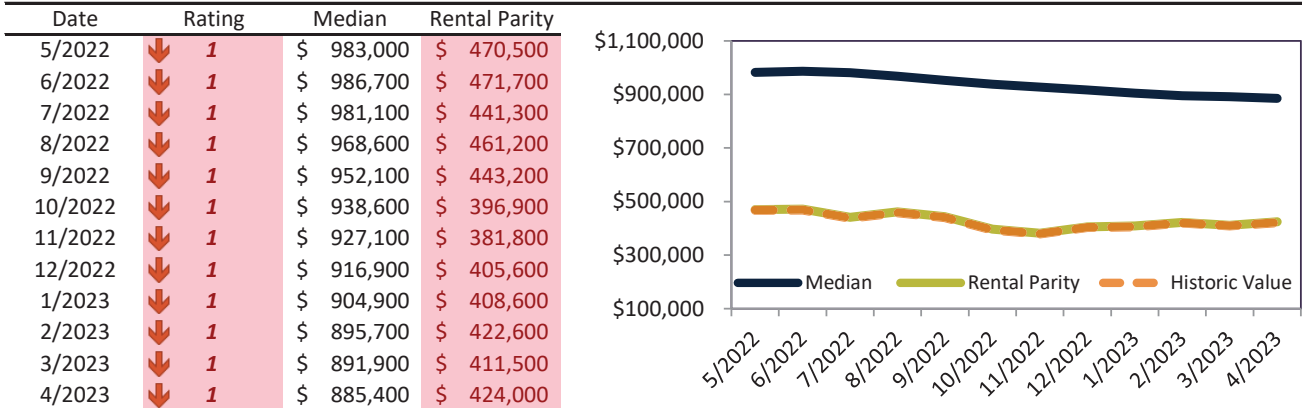 Date Rating Median Rental Parity
5/2022 1 $ 983,000 $ 470,500
6/2022 1 $ 986,700 $ 471,700
7/2022 1 $ 981,100 $ 441,300
8/2022 1 $ 968,600 $ 461,200
9/2022 1 $ 952,100 $ 443,200
10/2022 1 $ 938,600 $ 396,900
11/2022 1 $ 927,100 $ 381,800
12/2022 1 $ 916,900 $ 405,600
1/2023 1 $ 904,900 $ 408,600
2/2023 1 $ 895,700 $ 422,600
3/2023 1 $ 891,900 $ 411,500
4/2023 1 $ 885,400 $ 424,000
$1,100,000
$900,000
$700,000
$500,000
$300,000
$100,000
Median Rental Parity Historic Value
5/2022 6/2022 7/2022 8/2022 9/2022 10/2022 11/2022 12/2022 1/2023 2/2023 3/2023 4/2023